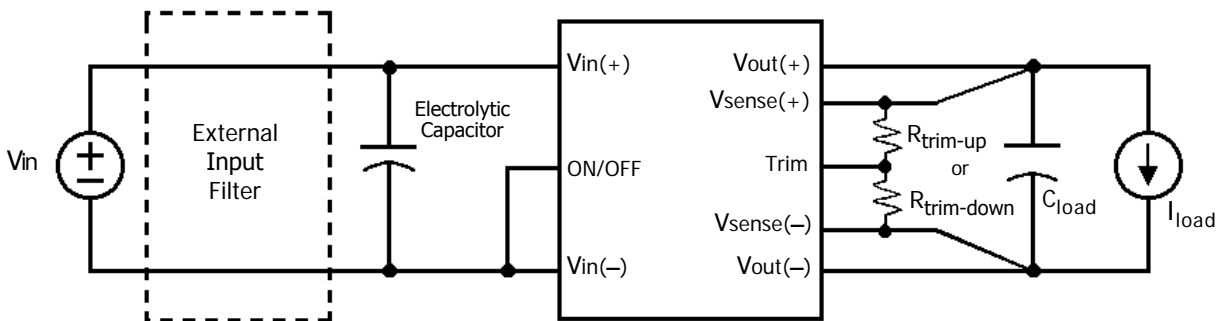 Vin
External
Input
Filter
Electrolytic
Capacitor
Vin(+)
ON/OFF
Vin(−)
Vout(+)
Vsense(+)
Trim
Vsense(−)
Vout(−)
Rtrim-up
or
Rtrim-down
Cload
Iload